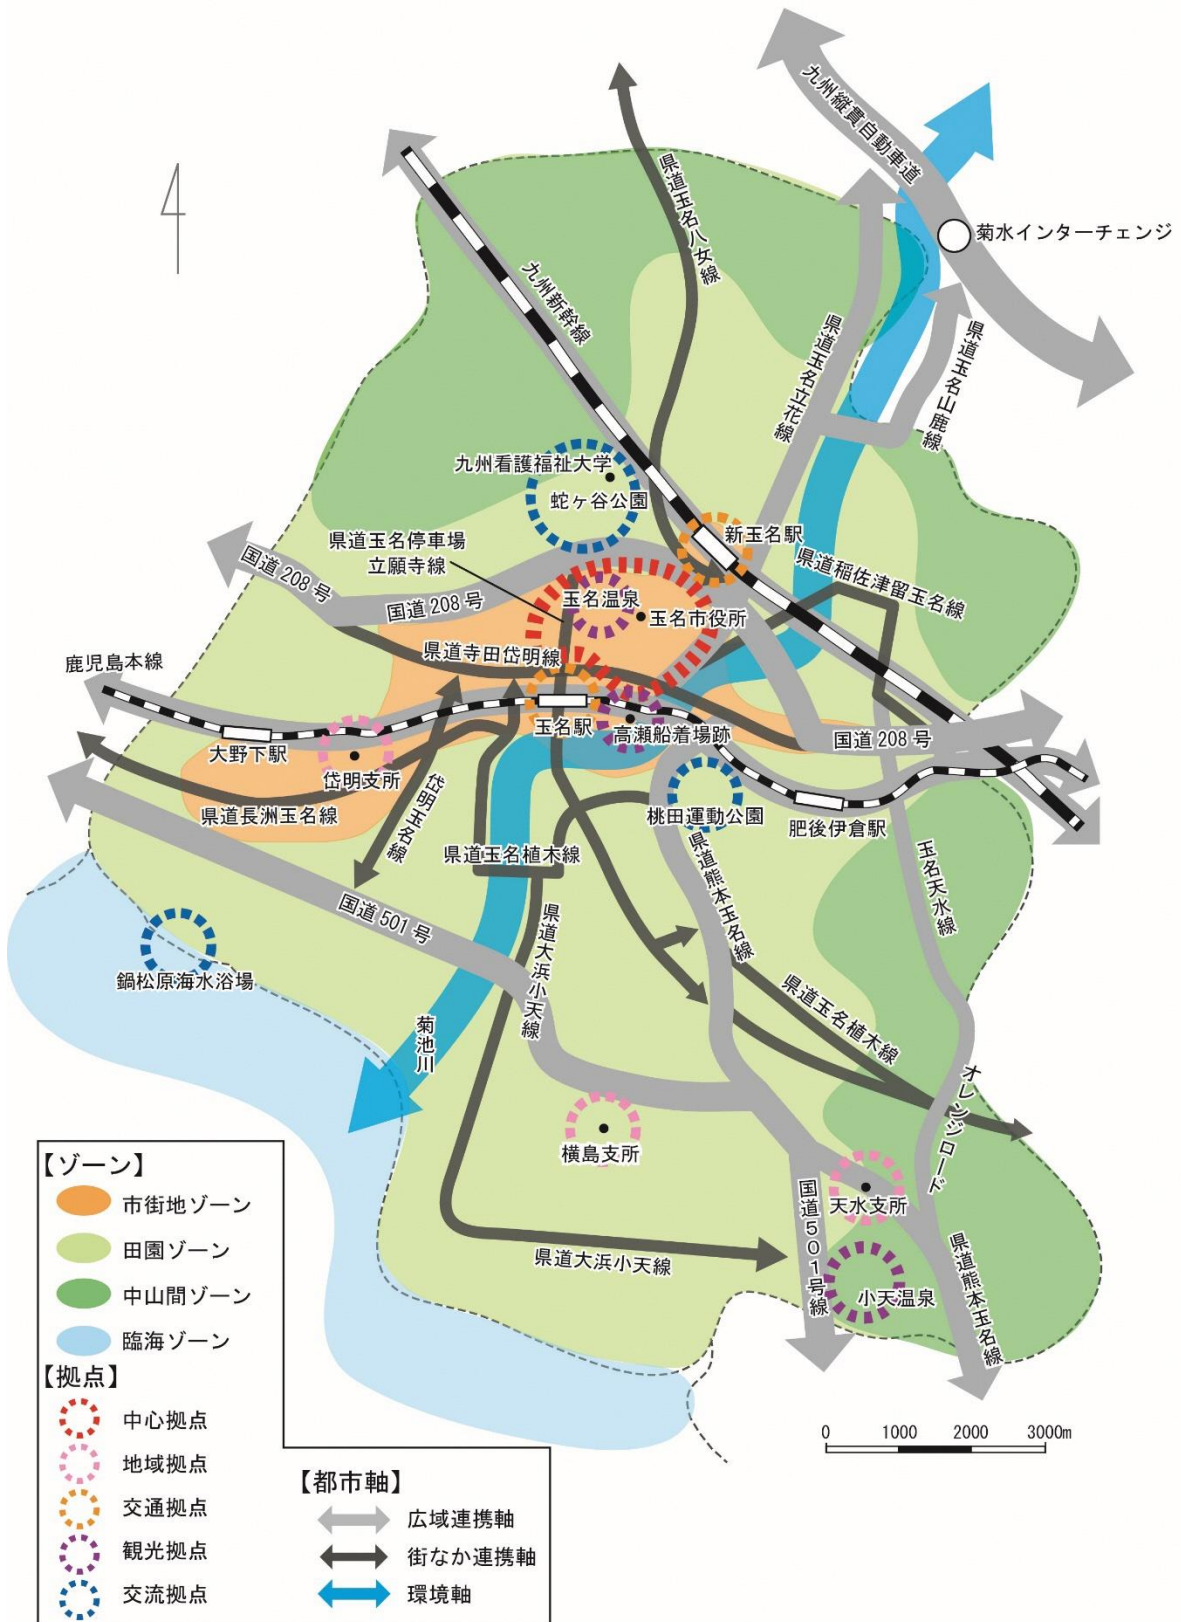 九州縦貫自動車道
菊水インターチェンジ
県道玉名八女線
九州新幹線
県道玉名立花線
県道玉名山鹿線
九州看護福祉大学
蛇ヶ谷公園
新玉名駅
県道玉名停車場
立願寺線
県道稲佐津留玉名線
国道208号
国道208号
玉名温泉
玉名市役所
県道寺田岱明線
鹿児島本線
大野下駅
玉名駅
高瀬船着場跡
国道208号
岱明支所
県道長洲玉名線
岱明玉名線
桃田運動公園
肥後伊倉駅
県道玉名植木線
県道熊本玉名線
玉名天水線
国道501号
県道大浜小天線
鍋松原海水浴場
県道玉名植木線
菊池川
オレンジロード
横島支所
天水支所
国道501号線
県道大浜小天線
小天温泉
県道熊本玉名線
【ゾーン】
市街地ゾーン
田園ゾーン
中山間ゾーン
臨海ゾーン
【拠点】
中心拠点
地域拠点
交通拠点
観光拠点
交流拠点
【都市軸】
広域連携軸
街なか連携軸
環境軸
0 1000 2000 3000m